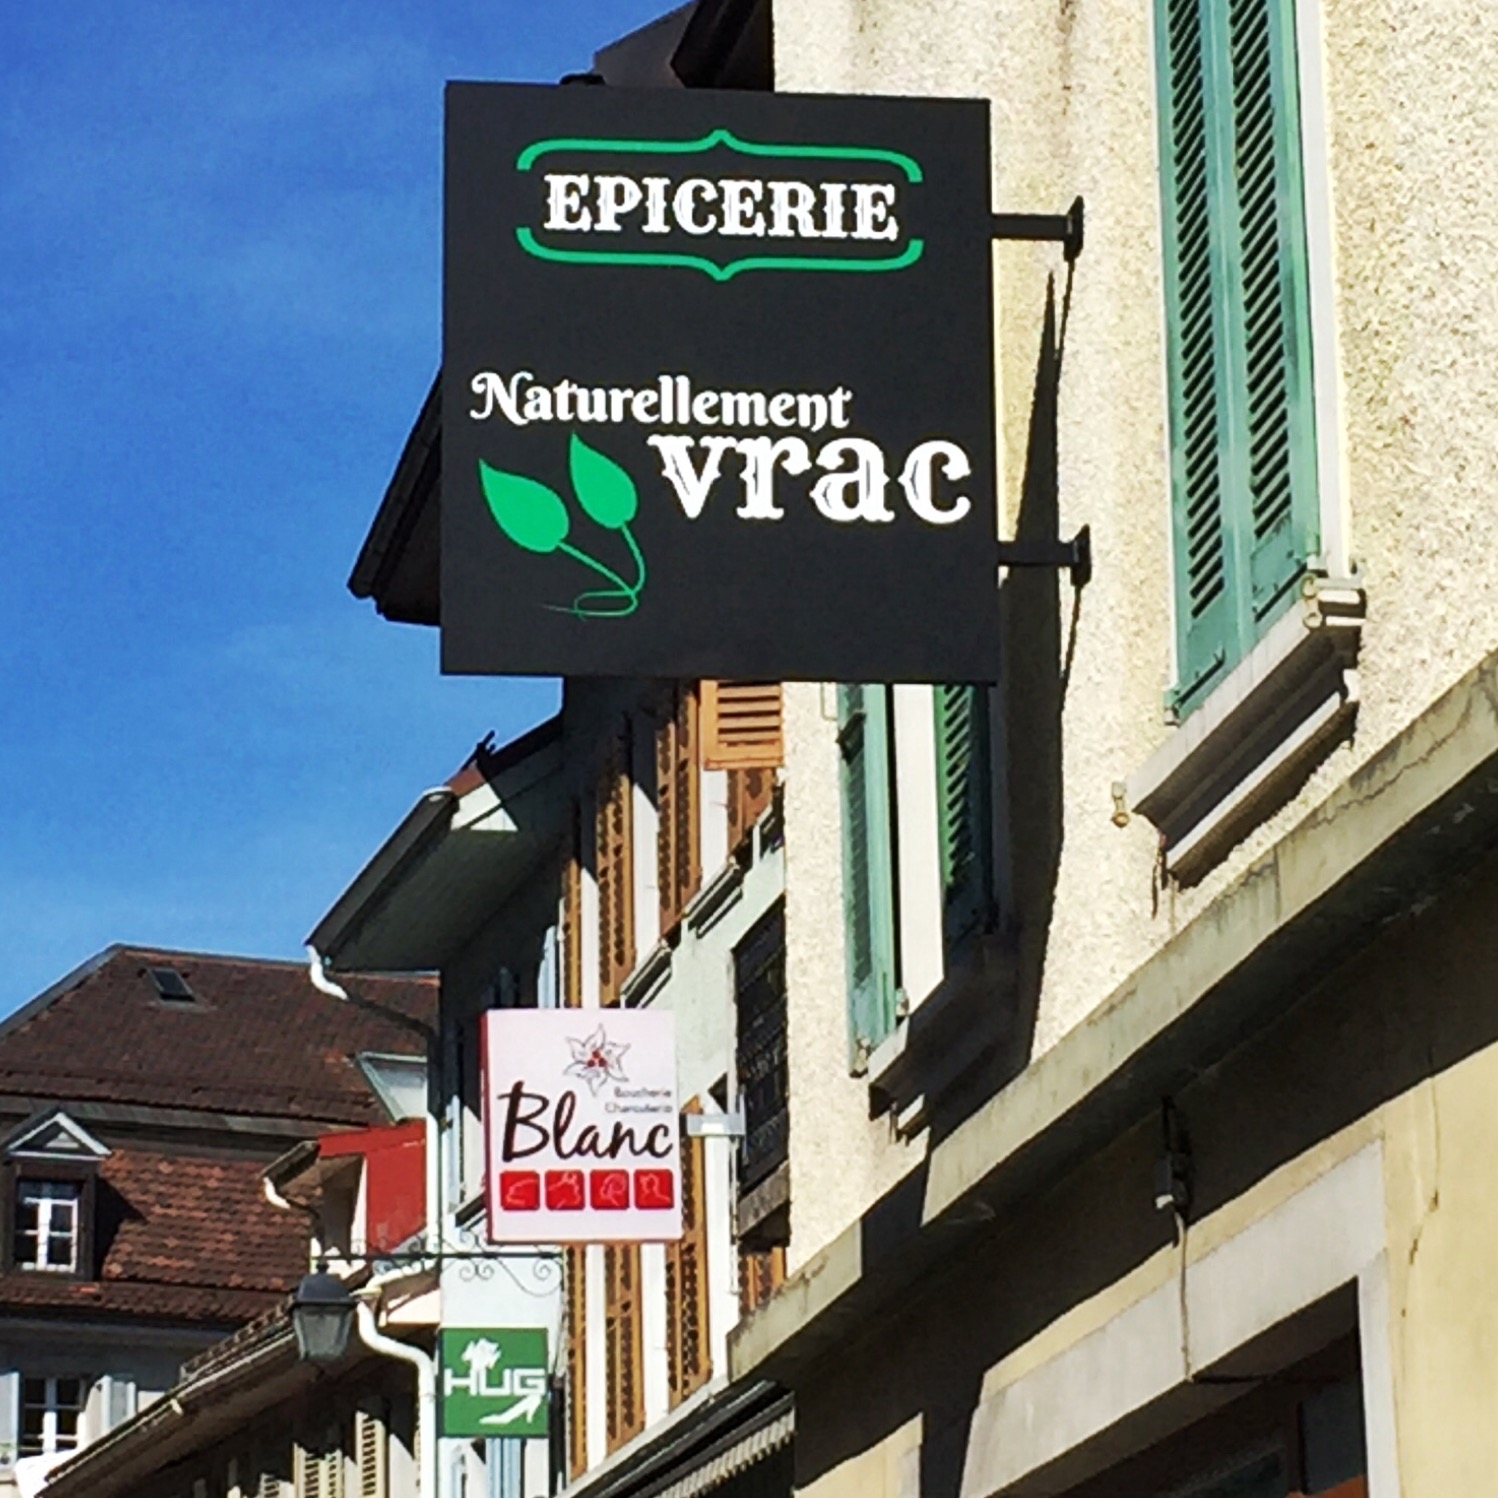 EPICERIE
Naturellement
vrac
Boucherie
Charcuterie
Blanc
HUG